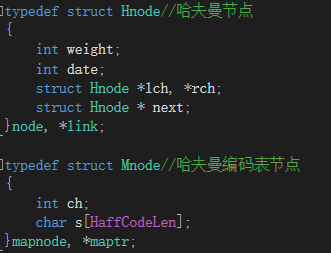 typedef struct Hnode//哈夫曼节点
{
int weight;
int date;
struct Hnode *lch, *rch;
struct Hnode * next;
}node, *link;
typedef struct Mnode//哈夫曼编码表节点
{
int ch;
char s[HaffCodeLen];
}mapnode, *maptr;